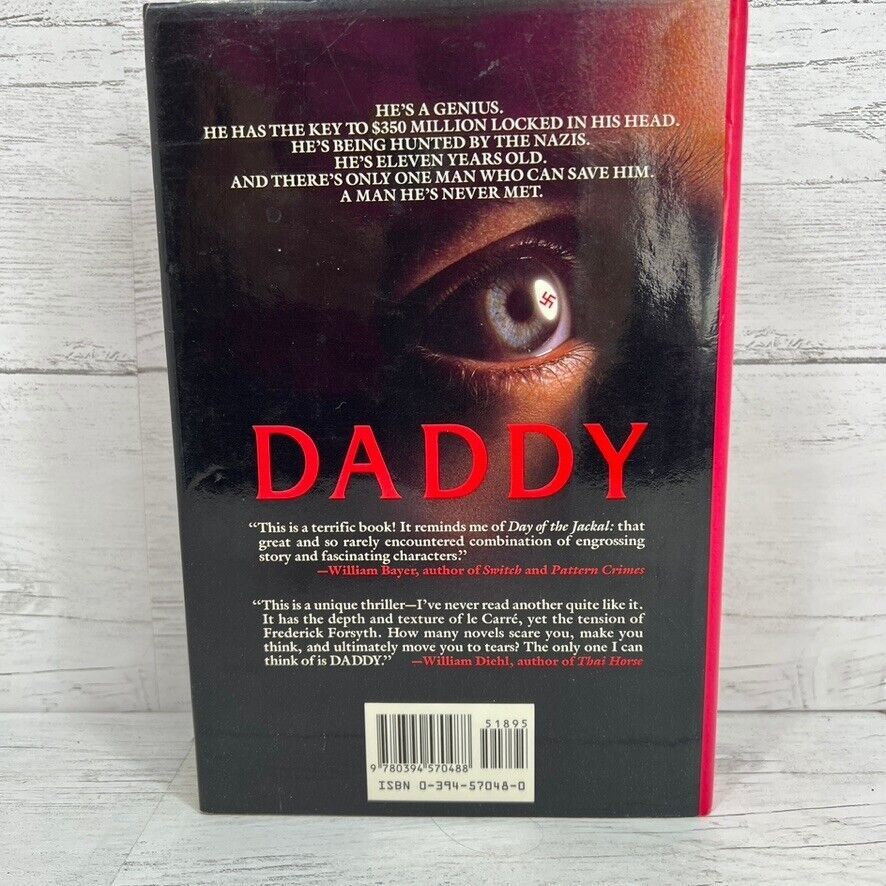 HE'S A GENIUS.
HE HAS THE KEY TO $350 MILLION LOCKED IN HIS HEAD.
HE'S BEING HUNTED BY THE NAZIS.
HE'S ELEVEN YEARS OLD.
AND THERE'S ONLY ONE MAN WHO CAN SAVE HIM.
A MAN HE'S NEVER MET.
DADDY
“This is a terrific book! It reminds me of Day of the Jackal: that
great and so rarely encountered combination of engrossing
story and fascinating characters.”
—William Bayer, author of Switch and Pattern Crimes
“This is a unique thriller—I've never read another quite like it.
It has the depth and texture of le Carré, yet the tension of
Frederick Forsyth. How many novels scare you, make you
think, and ultimately move you to tears? The only one I can
think of is DADDY.” —William Diehl, author of Thai Horse
51895
9 780394 570488
ISBN 0-394-57048-0